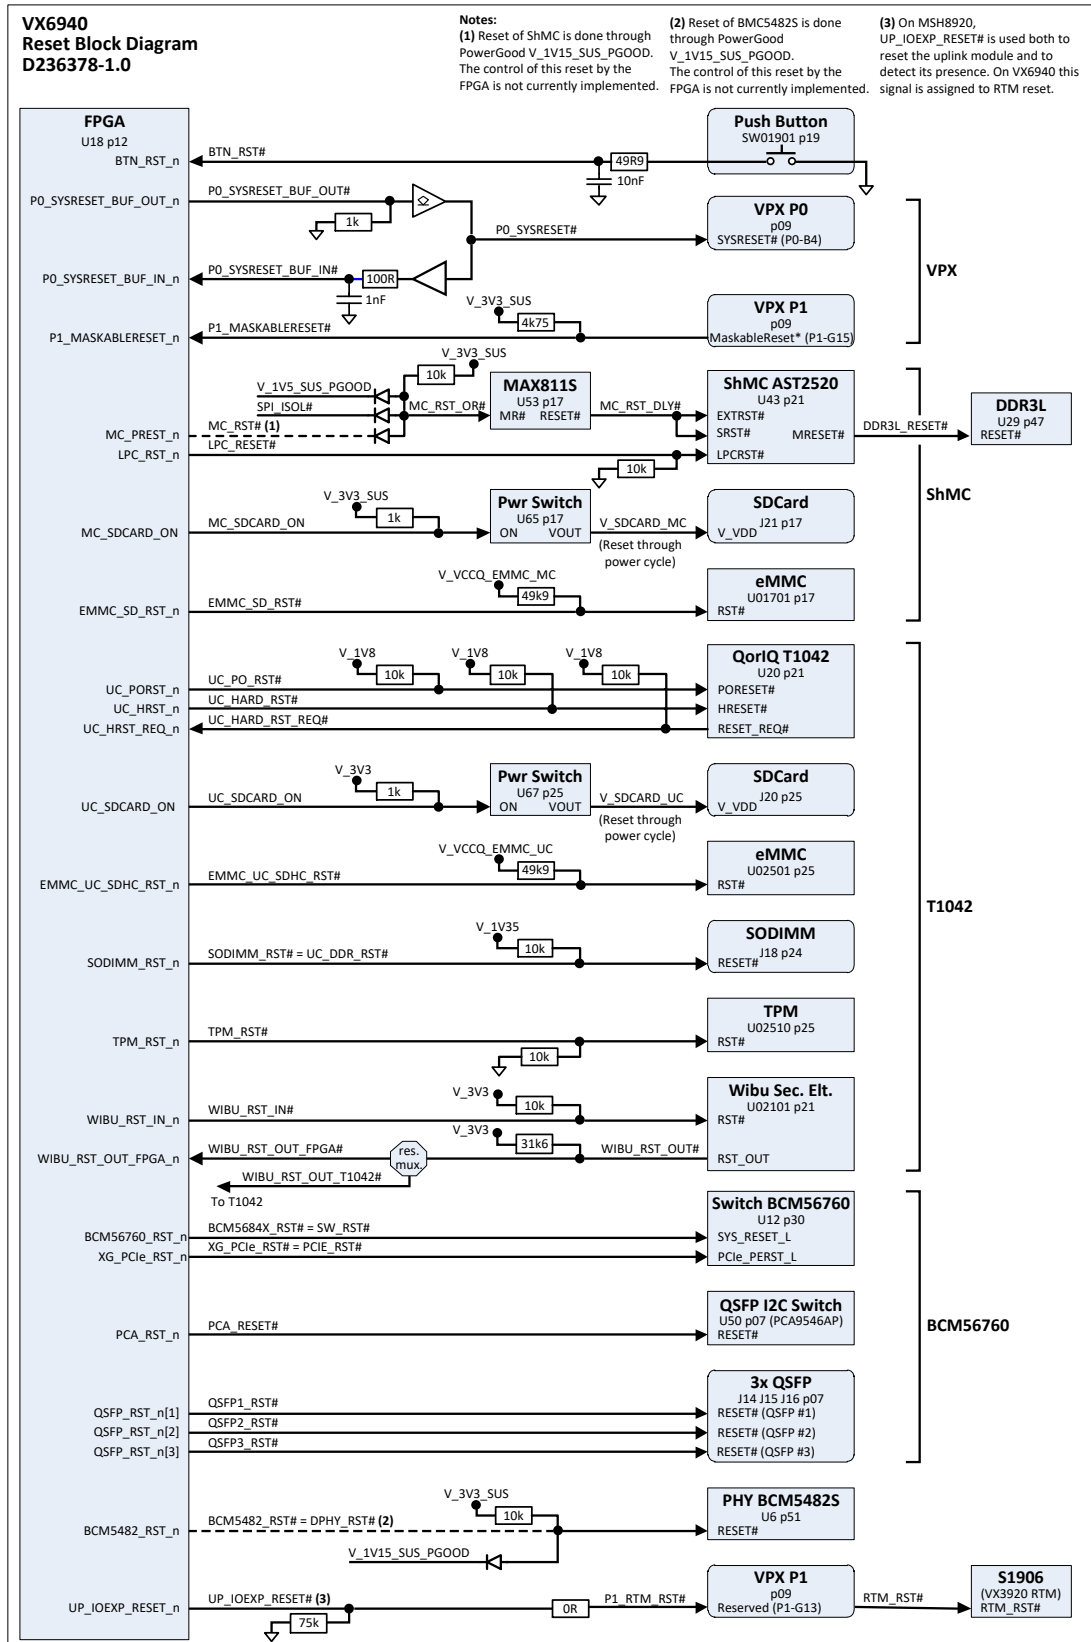 VX6940
Reset Block Diagram
D236378-1.0
Notes:
(1) Reset of ShMC is done through
PowerGood V_1V15_SUS_PGOOD.
The control of this reset by the
FPGA is not currently implemented.
(2) Reset of BMC5482S is done
through PowerGood
V_1V15_SUS_PGOOD.
The control of this reset by the
FPGA is not currently implemented.
(3) On MSH8920,
UP_IOEXP_RESET# is used both to
reset the uplink module and to
detect its presence. On VX6940 this
signal is assigned to RTM reset.
FPGA
U18 p12
BTN_RST_n
BTN_RST#
49R9
10nF
Push Button
SW01901 p19
P0_SYSRESET_BUF_OUT_n
P0_SYSRESET_BUF_OUT#
1k
P0_SYSRESET#
VPX P0
p09
SYSRESET# (P0-B4)
P0_SYSRESET_BUF_IN_n
P0_SYSRESET_BUF_IN#
100R
1nF
VPX
P1_MASKABLERESET_n
P1_MASKABLERESET#
V_3V3_SUS
4k75
VPX P1
p09
MaskableReset* (P1-G15)
V_3V3_SUS
10k
V_1V5_SUS_PGOOD
SPI_ISOL#
MC_PREST_n
MC_RST# (1)
MC_RST_OR#
MAX811S
U53 p17
MR# RESET#
MC_RST_DLY#
ShMC AST2520
U43 p21
EXTRST#
SRST#
MRESET#
LPCRST#
DDR3L_RESET#
DDR3L
U29 p47
RESET#
LPC_RST_n
LPC_RESET#
10k
ShMC
MC_SDCARD_ON
MC_SDCARD_ON
V_3V3_SUS
1k
Pwr Switch
U65 p17
ON VOUT
V_SDCARD_MC
(Reset through
power cycle)
SDCard
J21 p17
V_VDD
EMMC_SD_RST_n
EMMC_SD_RST#
V_VCCQ_EMMC_MC
49k9
eMMC
U01701 p17
RST#
V_1V8
10k
V_1V8
10k
V_1V8
10k
UC_PORST_n
UC_PO_RST#
UC_HRST_n
UC_HARD_RST#
UC_HRST_REQ_n
UC_HARD_RST_REQ#
QorIQ T1042
U20 p21
PORESET#
HRESET#
RESET_REQ#
UC_SDCARD_ON
UC_SDCARD_ON
V_3V3
1k
Pwr Switch
U67 p25
ON VOUT
V_SDCARD_UC
(Reset through
power cycle)
SDCard
J20 p25
V_VDD
EMMC_UC_SDHC_RST_n
EMMC_UC_SDHC_RST#
V_VCCQ_EMMC_UC
49k9
eMMC
U02501 p25
RST#
T1042
SODIMM_RST_n
SODIMM_RST# = UC_DDR_RST#
V_1V35
10k
SODIMM
J18 p24
RESET#
TPM_RST_n
TPM_RST#
10k
TPM
U02510 p25
RST#
WIBU_RST_IN_n
WIBU_RST_IN#
V_3V3
10k
Wibu Sec. Elt.
U02101 p21
RST#
RST_OUT
WIBU_RST_OUT_FPGA_n
WIBU_RST_OUT_FPGA#
res.
mux.
V_3V3
31k6
WIBU_RST_OUT#
WIBU_RST_OUT_T1042#
To T1042
BCM56760_RST_n
BCM5684X_RST# = SW_RST#
XG_PCIe_RST_n
XG_PCIe_RST# = PCIE_RST#
Switch BCM56760
U12 p30
SYS_RESET_L
PCIe_PERST_L
PCA_RST_n
PCA_RESET#
QSFP I2C Switch
U50 p07 (PCA9546AP)
RESET#
BCM56760
QSFP_RST_n[1]
QSFP1_RST#
QSFP_RST_n[2]
QSFP2_RST#
QSFP_RST_n[3]
QSFP3_RST#
3x QSFP
J14 J15 J16 p07
RESET# (QSFP #1)
RESET# (QSFP #2)
RESET# (QSFP #3)
BCM5482_RST_n
BCM5482_RST# = DPHY_RST# (2)
V_3V3_SUS
10k
V_1V15_SUS_PGOOD
PHY BCM5482S
U6 p51
RESET#
UP_IOEXP_RESET_n
UP_IOEXP_RESET# (3)
75k
0R
P1_RTM_RST#
VPX P1
p09
Reserved (P1-G13)
RTM_RST#
S1906
(VX3920 RTM)
RTM_RST#